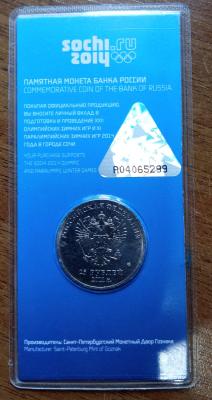 sochi.ru
2014
ПАМЯТНАЯ МОНЕТА БАНКА РОССИИ
COMMEMORATIVE COIN OF THE BANK OF RUSSIA
ПОКУПАЯ ОФИЦИАЛЬНУЮ ПРОДУКЦИЮ,
ВЫ ВНОСИТЕ ЛИЧНЫЙ ВКЛАД В
ПОДГОТОВКУ И ПРОВЕДЕНИЕ XXII
ОЛИМПИЙСКИХ ЗИМНИХ ИГР И XI
ПАРАЛИМПИЙСКИХ ЗИМНИХ ИГР 2014
ГОДА В ГОРОДЕ СОЧИ
YOUR PURCHASE SUPPORTS
THE SOCHI 2014 OLYMPIC
AND PARALYMPIC WINTER GAMES
A04065289
РОССИЙСКАЯ ФЕДЕРАЦИЯ
25 РУБЛЕЙ
Производитель: Санкт-Петербургский Монетный Двор Гознака
Manufacturer: Saint-Petersburg Mint of Goznak